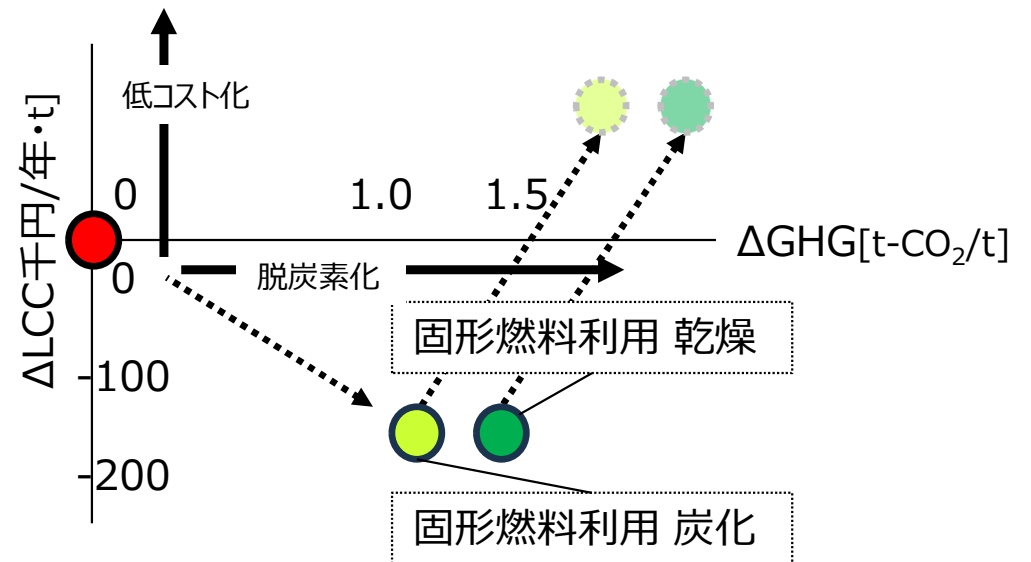 低コスト化
ΔLCC千円/年・t]
0
1.0
1.5
ΔGHG[t-CO₂/t]
0
脱炭素化
固形燃料利用 乾燥
-100
-200
固形燃料利用 炭化